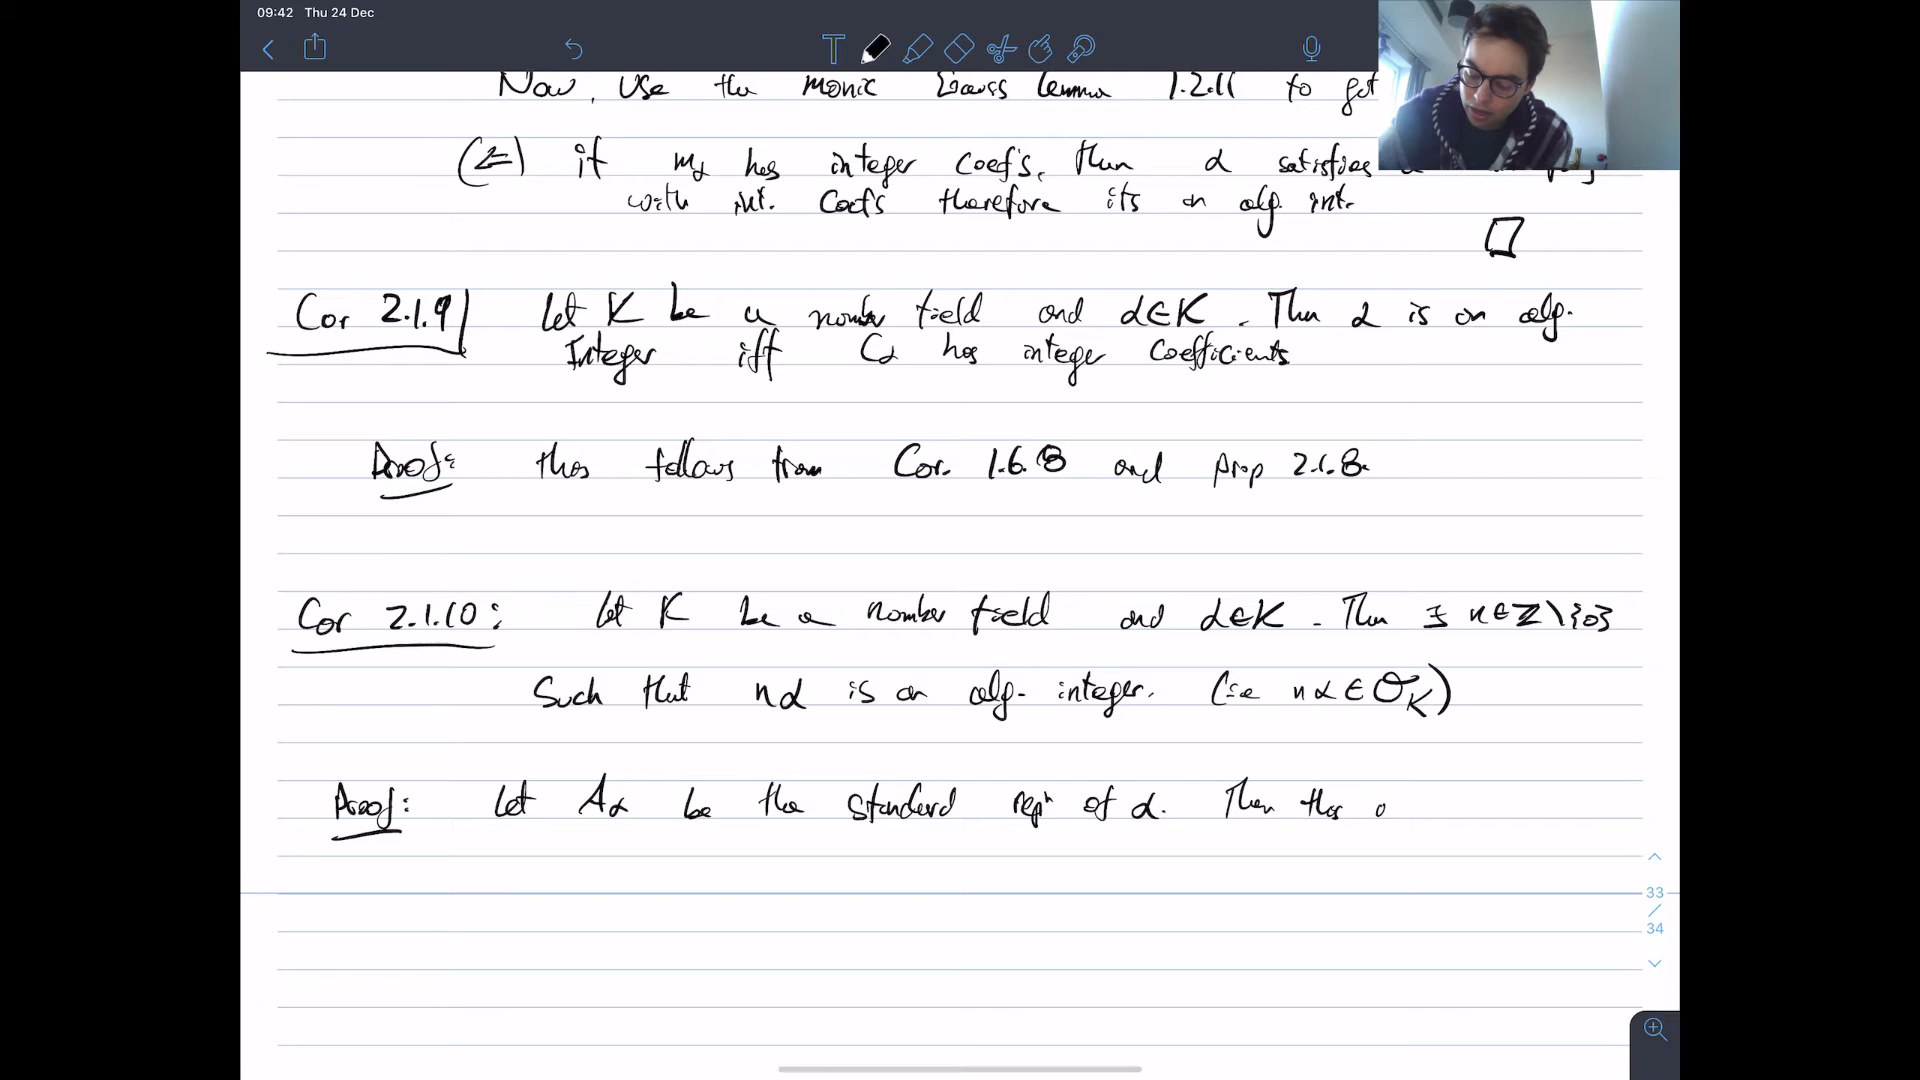 09:42 Thu 24 Dec
Now, use the monic Gauss lemma 1.2.11 to get
(⇐) if mα has integer coefs, then α satisfies
with int. coefs therefore its an alg. int.
□
Cor 2.1.9 Let K be a number field and α∈K. Then α is an alg.
Integer iff Cα has integer coefficients
Proof: this follows from Cor. 1.6.8 and prop 2.1.8.
Cor 2.1.10: Let K be a number field and α∈K. Then ∃ n∈ℤ\{0}
Such that nα is an alg. integer. (ie nα∈O_K)
Proof: Let Aα be the standard repⁿ of α. Then this
33
/
34